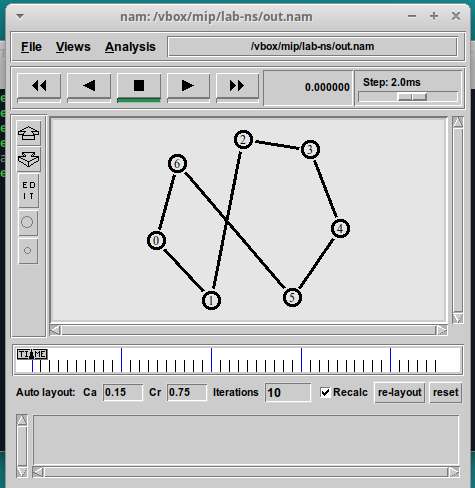 nam: /vbox/mip/lab-ns/out.nam
File Views Analysis /vbox/mip/lab-ns/out.nam
0.000000 Step: 2.0ms
2
3
6
E D
I T
4
0
5
1
TIME
Auto layout: Ca 0.15 Cr 0.75 Iterations 10 Recalc re-layout reset